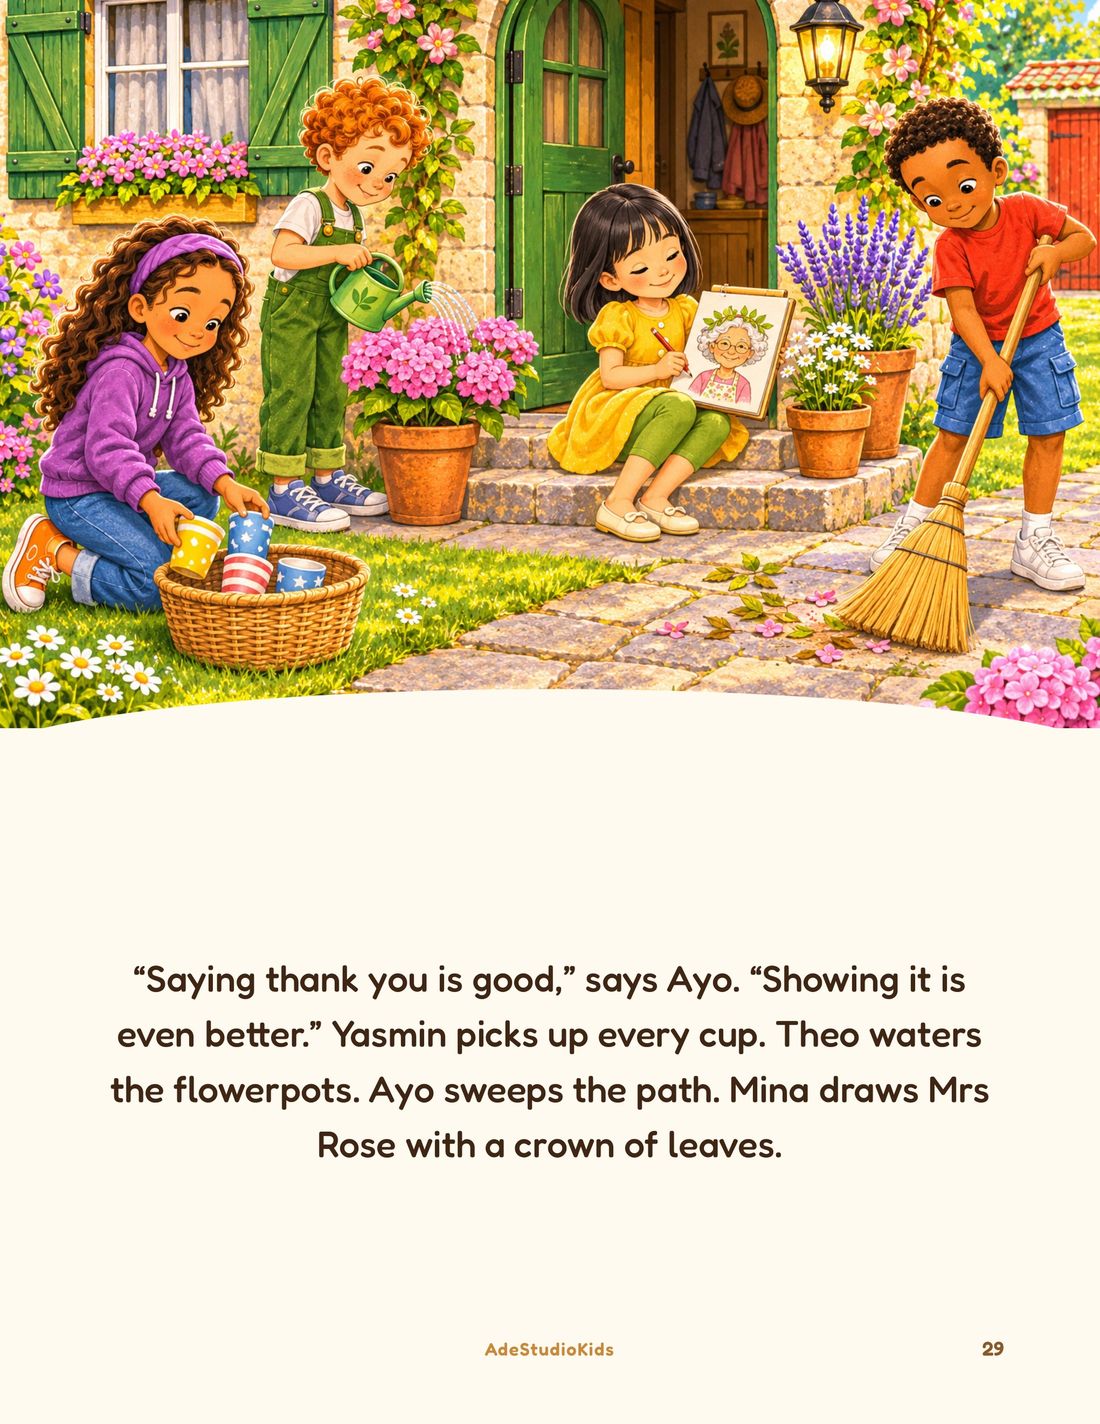 “Saying thank you is good,” says Ayo. “Showing it is
even better.” Yasmin picks up every cup. Theo waters
the flowerpots. Ayo sweeps the path. Mina draws Mrs
Rose with a crown of leaves.
AdeStudioKids
29